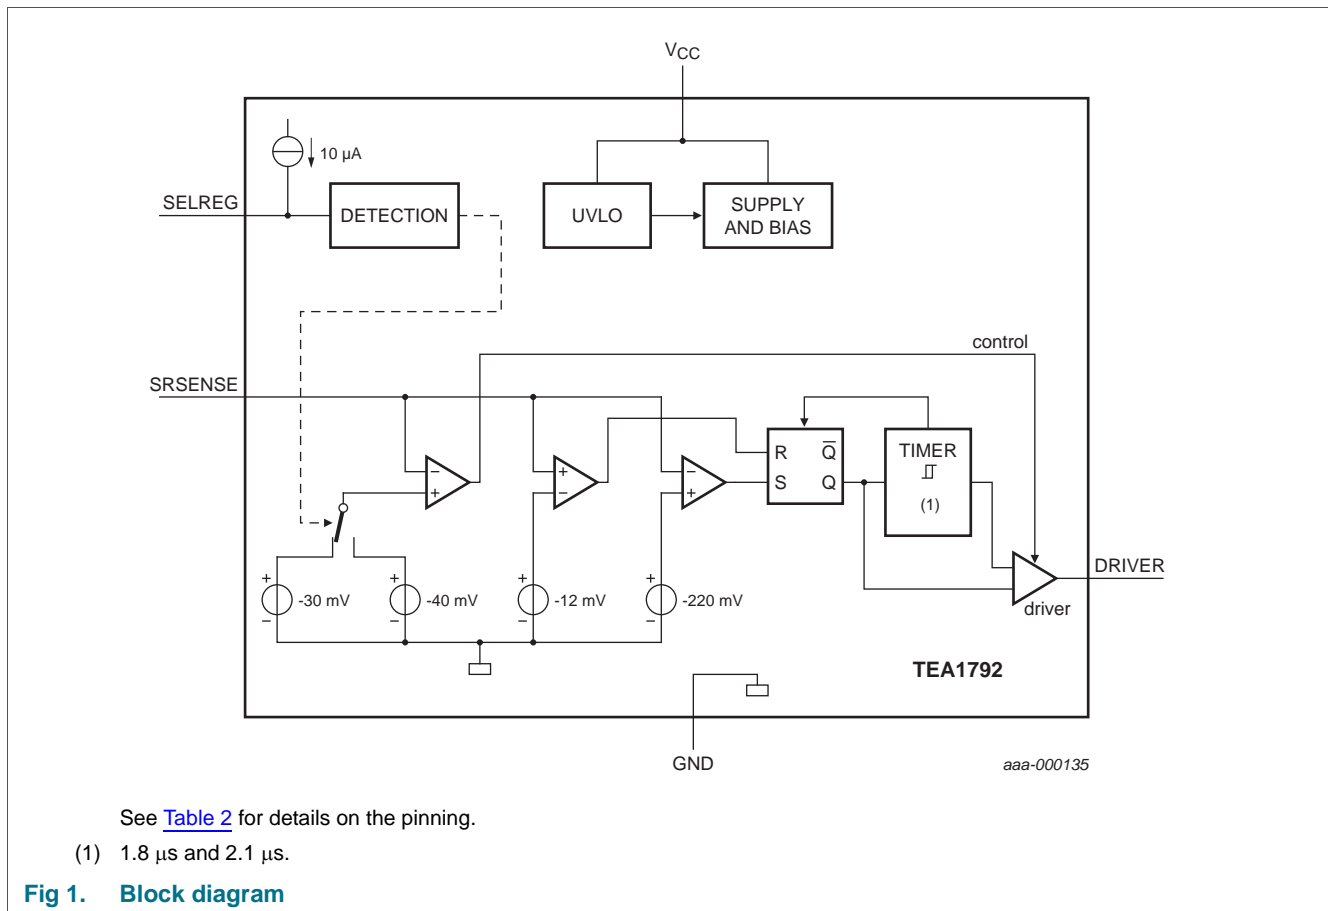 VCC
10 µA
SELREG
DETECTION
UVLO
SUPPLY
AND BIAS
control
SRSENSE
R Q̅
S Q
TIMER
(1)
−
+
+
−
−
+
+
−
-30 mV
+
−
-40 mV
+
−
-12 mV
+
−
-220 mV
DRIVER
driver
TEA1792
GND
aaa-000135
See Table 2 for details on the pinning.
(1) 1.8 μs and 2.1 μs.
Fig 1. Block diagram